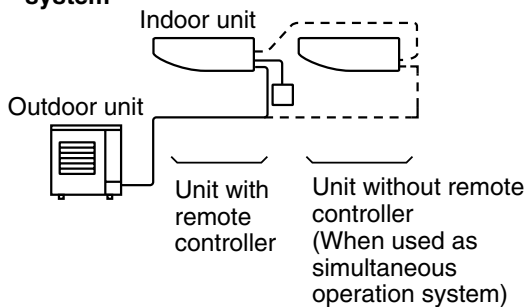 system
Indoor unit
Outdoor unit
Unit with
remote
controller
Unit without remote
controller
(When used as
simultaneous
operation system)